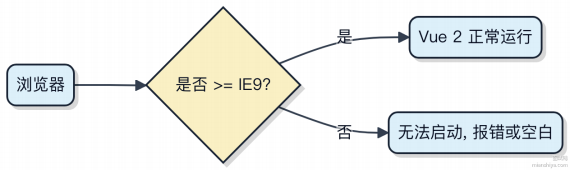 浏览器
是否 >= IE9?
是
Vue 2 正常运行
否
无法启动, 报错或空白